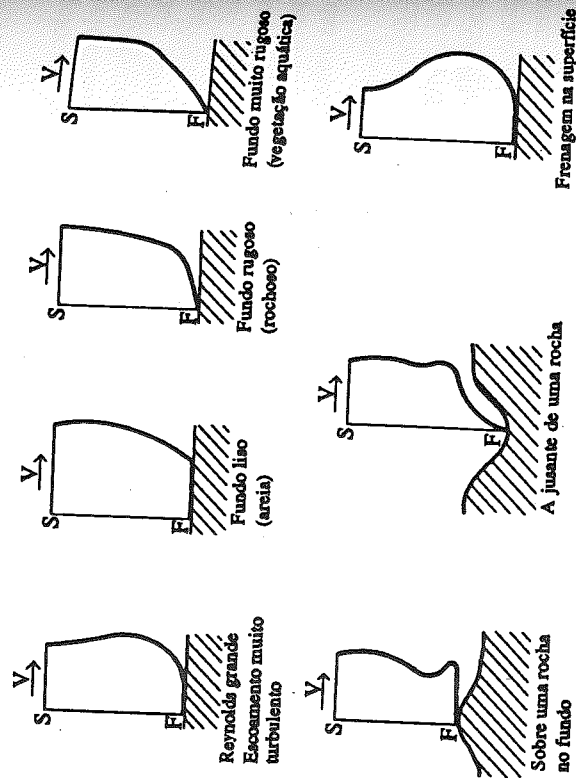 V
S
F
Reynolds grande
Escoamento muito
turbulento
V
S
F
Fundo liso
(areia)
V
S
F
Fundo rugoso
(rochoso)
V
S
F
Fundo muito rugoso
(vegetação aquática)
V
S
F
Sobre uma rocha
no fundo
V
S
F
A jusante de uma rocha
V
S
F
Frenagem na superfície